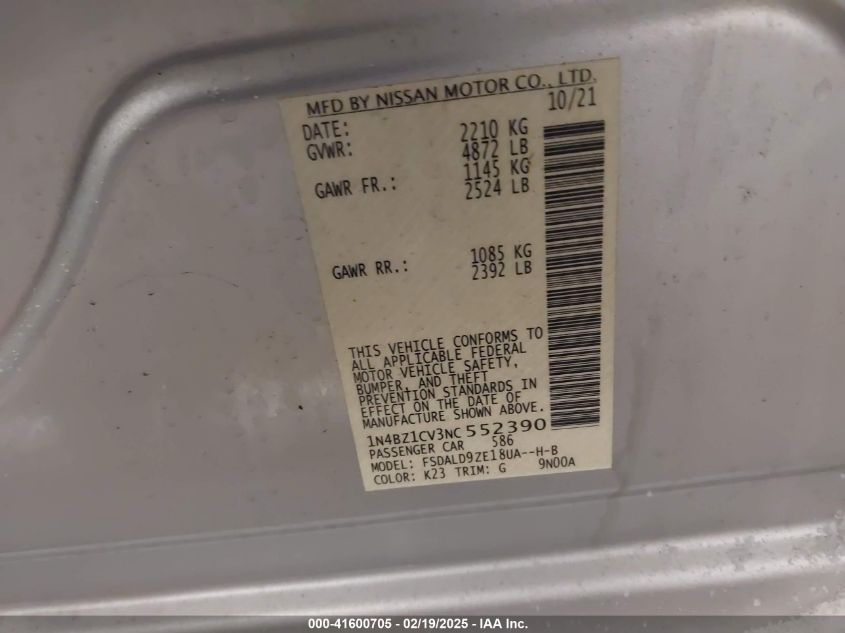 MFD BY NISSAN MOTOR CO., LTD.
DATE: 10/21
GVWR: 2210 KG
4872 LB
GAWR FR.: 1145 KG
2524 LB
GAWR RR.: 1085 KG
2392 LB
THIS VEHICLE CONFORMS TO
ALL APPLICABLE FEDERAL
MOTOR VEHICLE SAFETY,
BUMPER, AND THEFT
PREVENTION STANDARDS IN
EFFECT ON THE DATE OF
MANUFACTURE SHOWN ABOVE.
1N4BZ1CV3NC552390
PASSENGER CAR 586
MODEL: FSDALD9ZE18UA--H-B
COLOR: K23 TRIM: G 9N00A
000-41600705 - 02/19/2025 - IAA Inc.